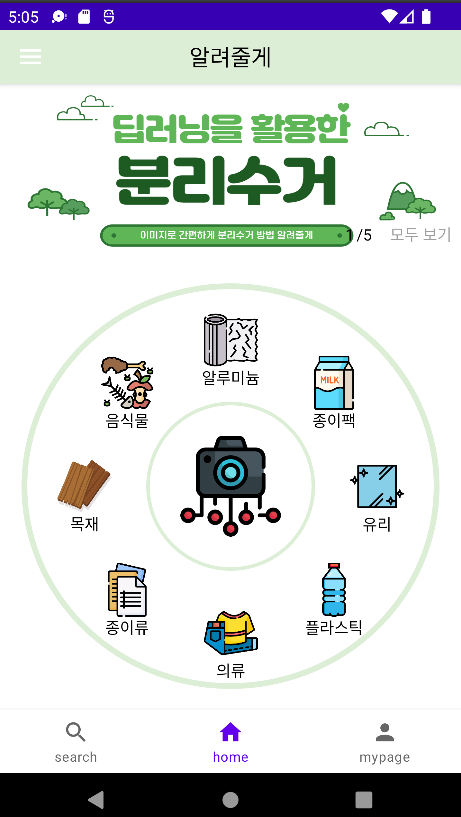 5:05
알려줄게
딥러닝을 활용한
분리수거
이미지로 간편하게 분리수거 방법 알려줄게
1/5 모두 보기
알루미늄
음식물
종이팩
MILK
목재
유리
종이류
플라스틱
의류
search
home
mypage